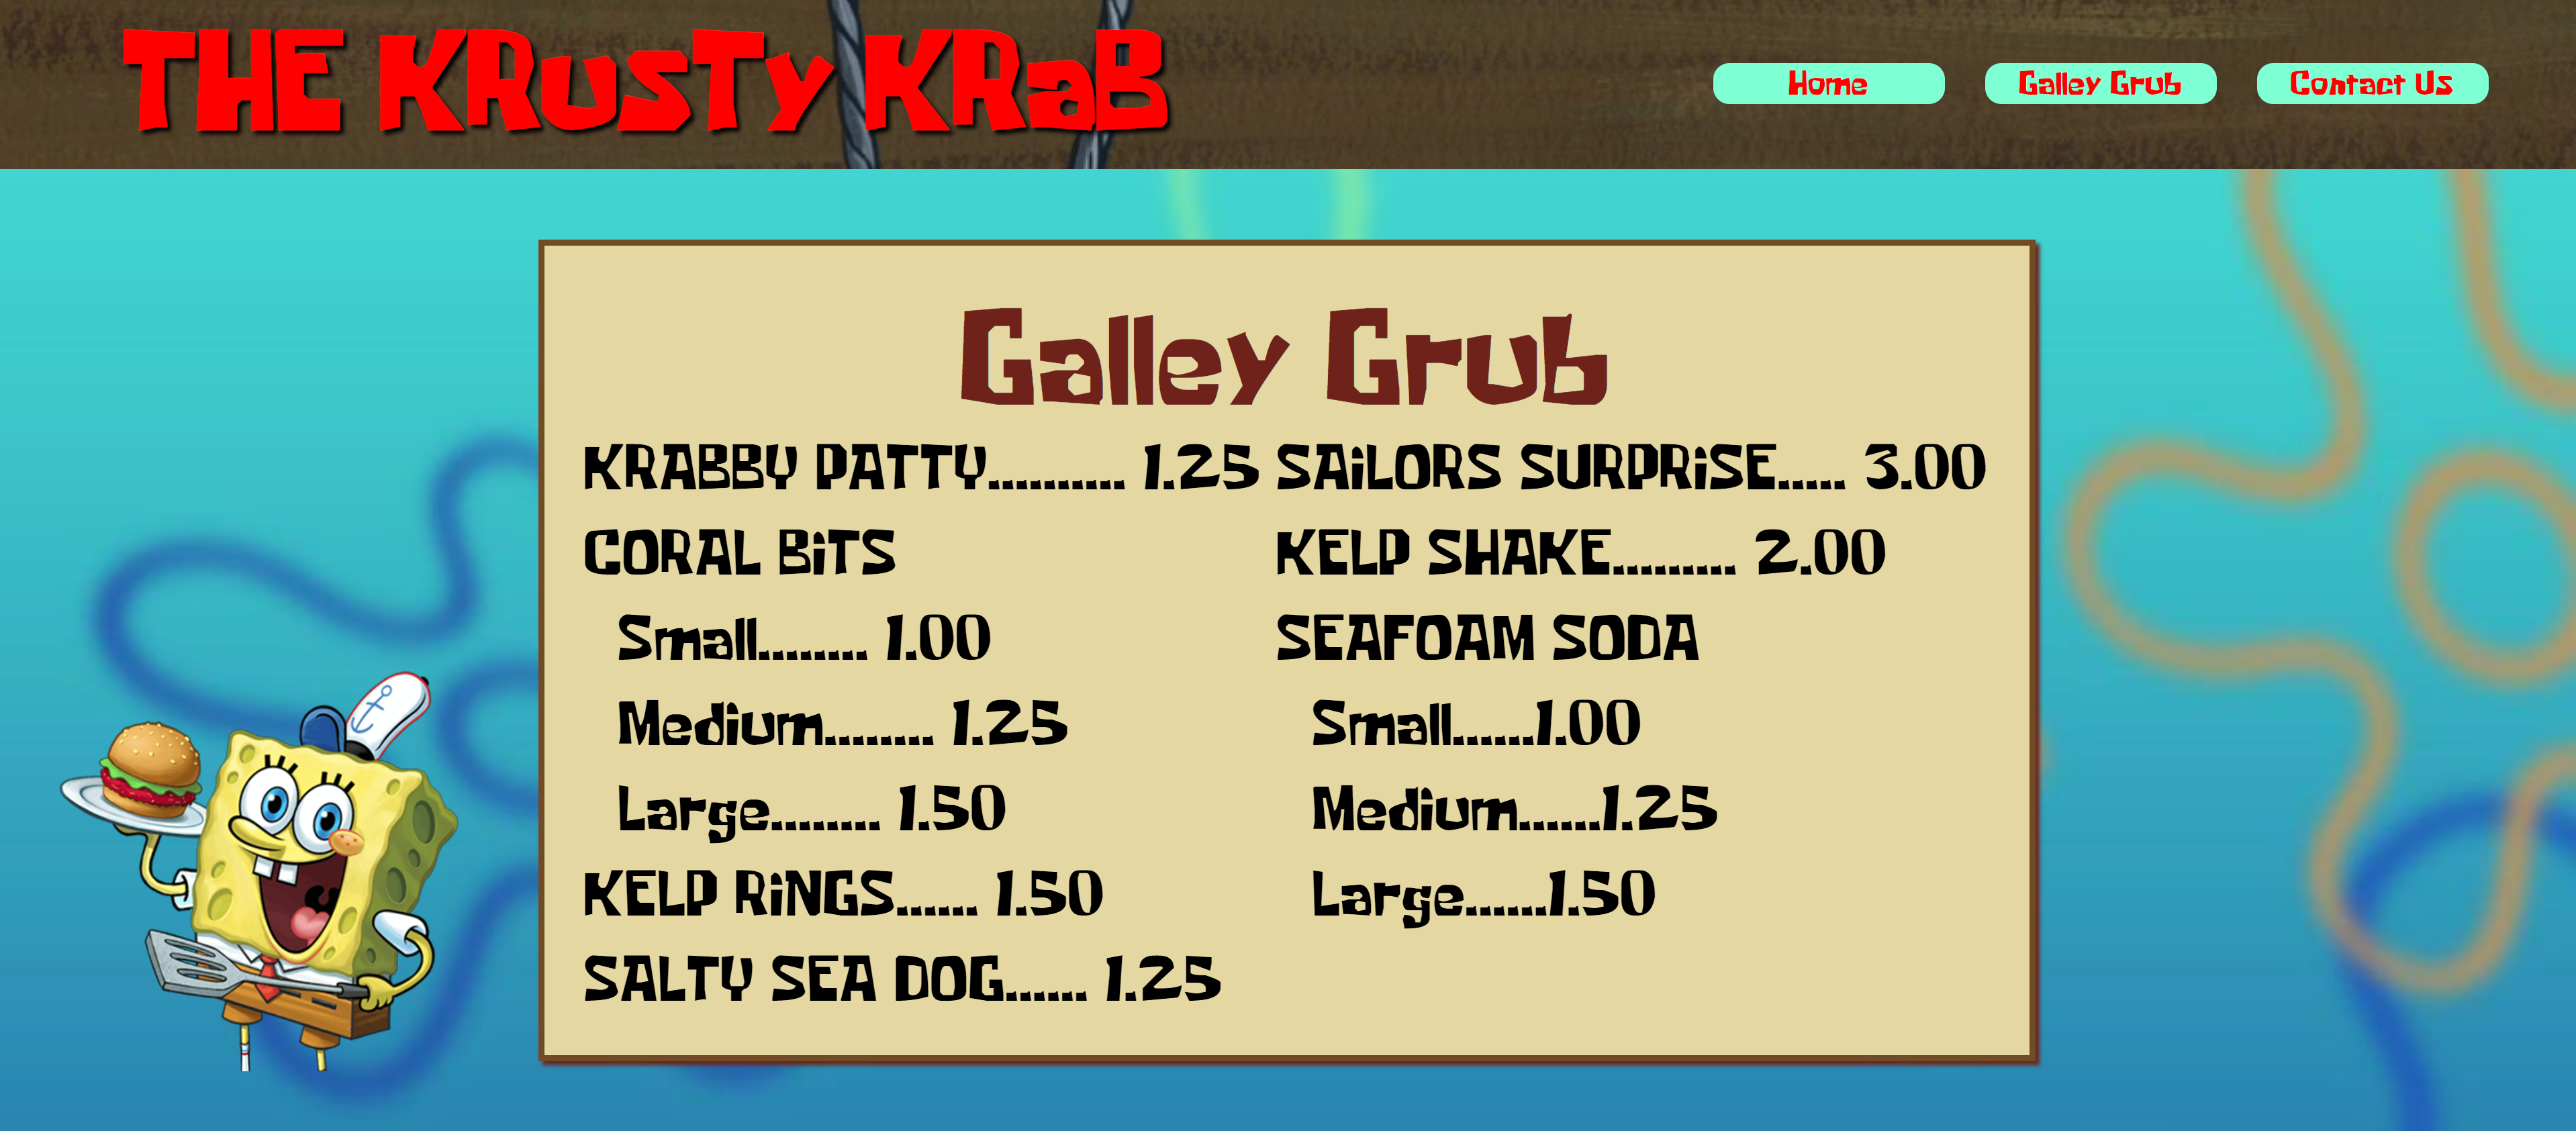 THE KRusTy KRaB
Home
Galley Grub
Contact Us
Galley Grub
KRABBY PATTY........... 1.25
CORAL BiTS
Small......... 1.00
Medium......... 1.25
Large......... 1.50
KELP RiNGS....... 1.50
SALTY SEA DOG....... 1.25
SAiLORS SURPRiSE..... 3.00
KELP SHAKE.......... 2.00
SEAFOAM SODA
Small.......1.00
Medium.......1.25
Large.......1.50